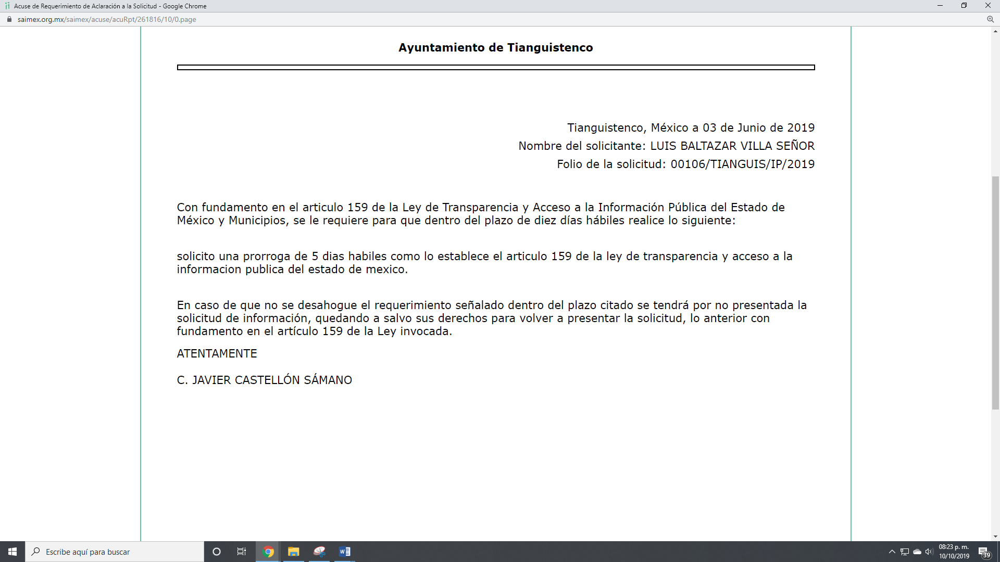 Acuse de Requerimiento de Aclaración a la Solicitud - Google Chrome
saimex.org.mx/saimex/acuse/acuRpt/261816/10/0.page
Ayuntamiento de Tianguistenco
Tianguistenco, México a 03 de Junio de 2019
Nombre del solicitante: LUIS BALTAZAR VILLA SEÑOR
Folio de la solicitud: 00106/TIANGUIS/IP/2019
Con fundamento en el articulo 159 de la Ley de Transparencia y Acceso a la Información Pública del Estado de
México y Municipios, se le requiere para que dentro del plazo de diez días hábiles realice lo siguiente:
solicito una prorroga de 5 dias habiles como lo establece el articulo 159 de la ley de transparencia y acceso a la
informacion publica del estado de mexico.
En caso de que no se desahogue el requerimiento señalado dentro del plazo citado se tendrá por no presentada la
solicitud de información, quedando a salvo sus derechos para volver a presentar la solicitud, lo anterior con
fundamento en el artículo 159 de la Ley invocada.
ATENTAMENTE
C. JAVIER CASTELLÓN SÁMANO
Escribe aquí para buscar
08:23 p. m.
10/10/2019
39